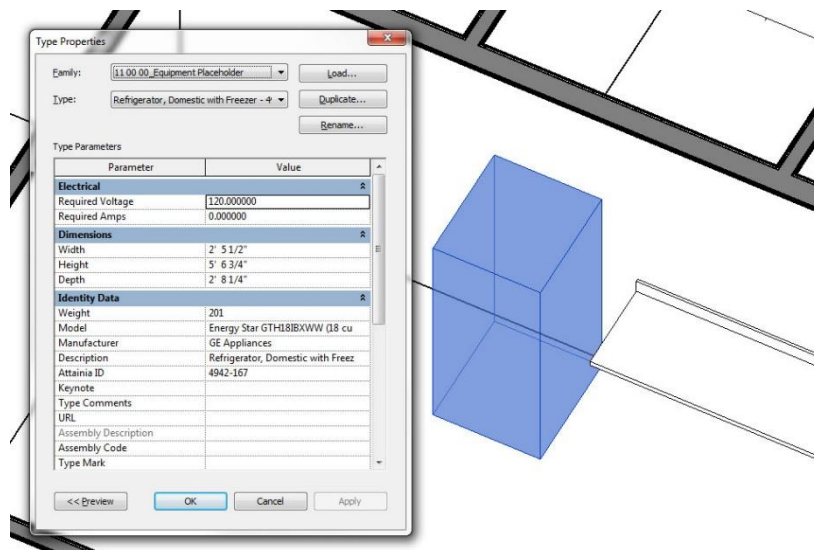 Type Properties
Family: 11 00 00_Equipment Placeholder Load...
Type: Refrigerator, Domestic with Freezer - 4' Duplicate...
Rename...
Type Parameters
Parameter Value
Electrical
Required Voltage 120.000000
Required Amps 0.000000
Dimensions
Width 2' 5 1/2"
Height 5' 6 3/4"
Depth 2' 8 1/4"
Identity Data
Weight 201
Model Energy Star GTH18IBXWW (18 cu
Manufacturer GE Appliances
Description Refrigerator, Domestic with Freez
Attainia ID 4942-167
Keynote
Type Comments
URL
Assembly Description
Assembly Code
Type Mark
<< Preview OK Cancel Apply